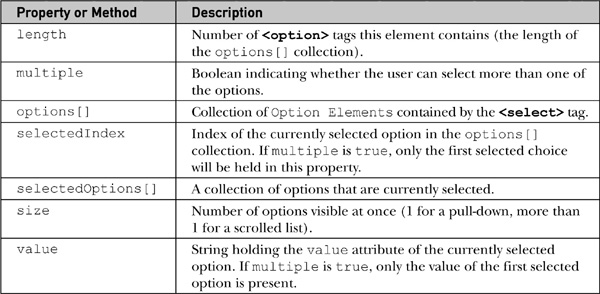 Property or Method Description
length Number of <option> tags this element contains (the length of
the options[] collection).
multiple Boolean indicating whether the user can select more than one of
the options.
options[] Collection of Option Elements contained by the <select> tag.
selectedIndex Index of the currently selected option in the options[]
collection. If multiple is true, only the first selected choice
will be held in this property.
selectedOptions[] A collection of options that are currently selected.
size Number of options visible at once (1 for a pull-down, more than
1 for a scrolled list).
value String holding the value attribute of the currently selected
option. If multiple is true, only the value of the first selected
option is present.